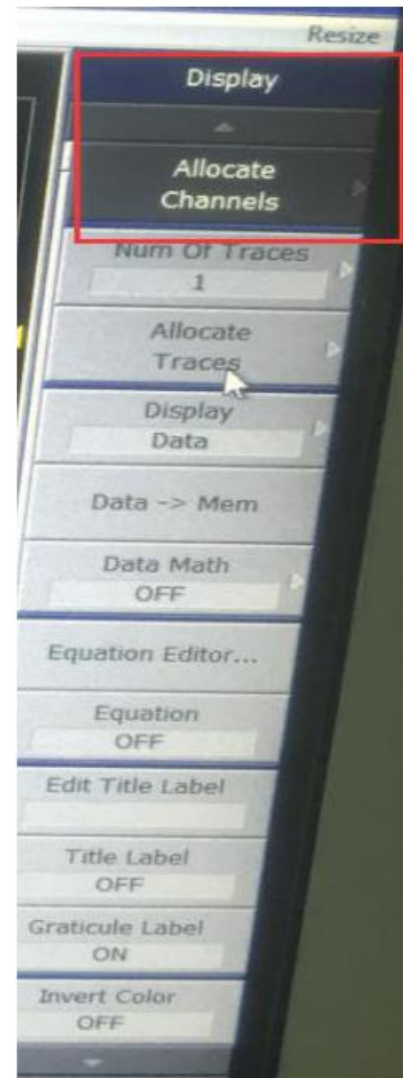 Resize
Display
Allocate
Channels
Num Of Traces
1
Allocate
Traces
Display
Data
Data -> Mem
Data Math
OFF
Equation Editor...
Equation
OFF
Edit Title Label
Title Label
OFF
Graticule Label
ON
Invert Color
OFF